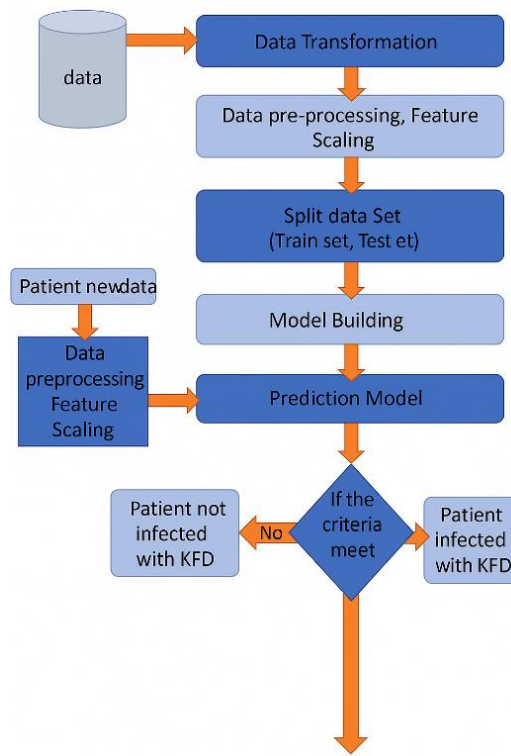 data
Data Transformation
Data pre-processing, Feature
Scaling
Split data Set
(Train set, Test et)
Patient newdata
Model Building
Data
preprocessing
Feature
Scaling
Prediction Model
If the
criteria
meet
No
Patient not
infected
with KFD
Patient
infected
with KFD